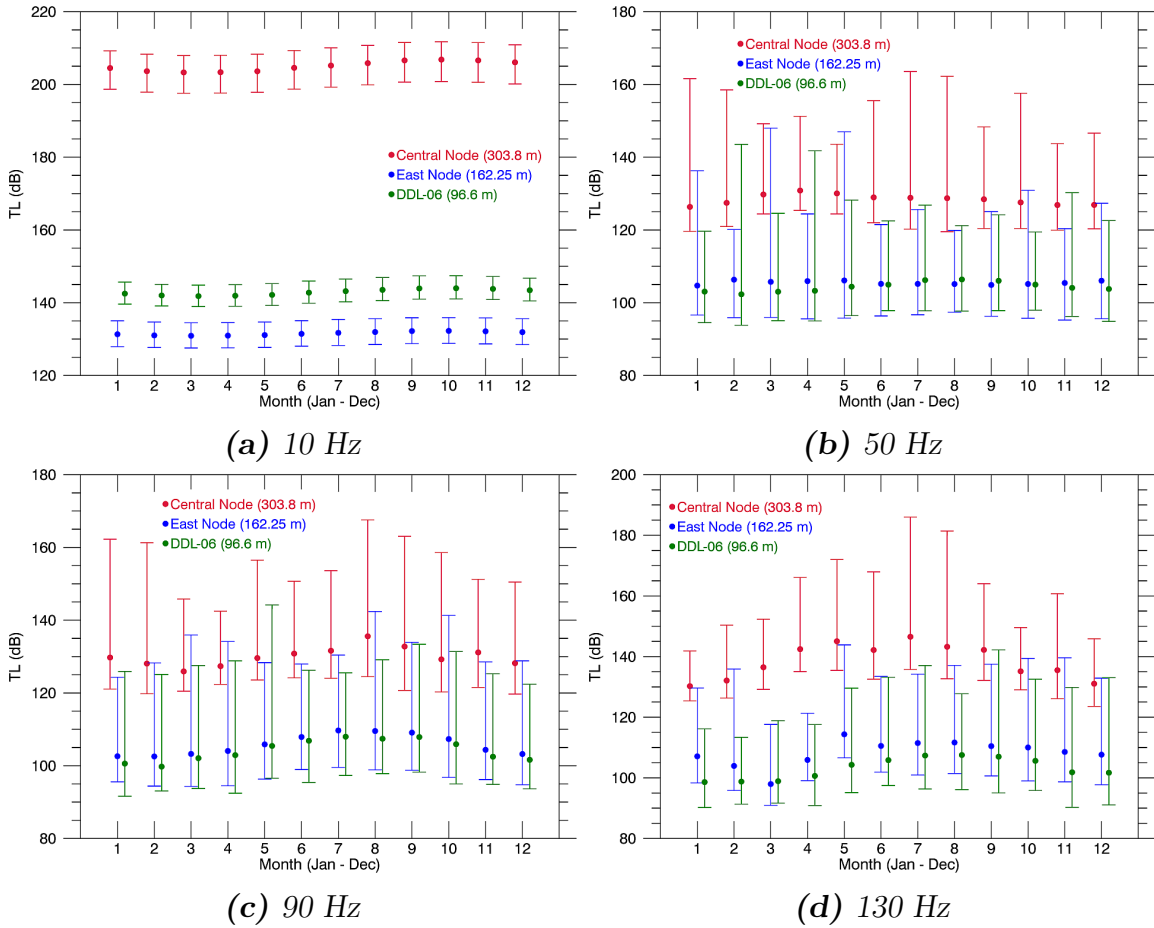 220
200
180
160
140
120
TL (dB)
Central Node (303.8 m)
East Node (162.25 m)
DDL-06 (96.6 m)
1 2 3 4 5 6 7 8 9 10 11 12
Month (Jan - Dec)
(a) 10 Hz
180
160
140
120
100
80
TL (dB)
Central Node (303.8 m)
East Node (162.25 m)
DDL-06 (96.6 m)
1 2 3 4 5 6 7 8 9 10 11 12
Month (Jan - Dec)
(b) 50 Hz
180
160
140
120
100
80
TL (dB)
Central Node (303.8 m)
East Node (162.25 m)
DDL-06 (96.6 m)
1 2 3 4 5 6 7 8 9 10 11 12
Month (Jan - Dec)
(c) 90 Hz
200
180
160
140
120
100
80
TL (dB)
Central Node (303.8 m)
East Node (162.25 m)
DDL-06 (96.6 m)
1 2 3 4 5 6 7 8 9 10 11 12
Month (Jan - Dec)
(d) 130 Hz